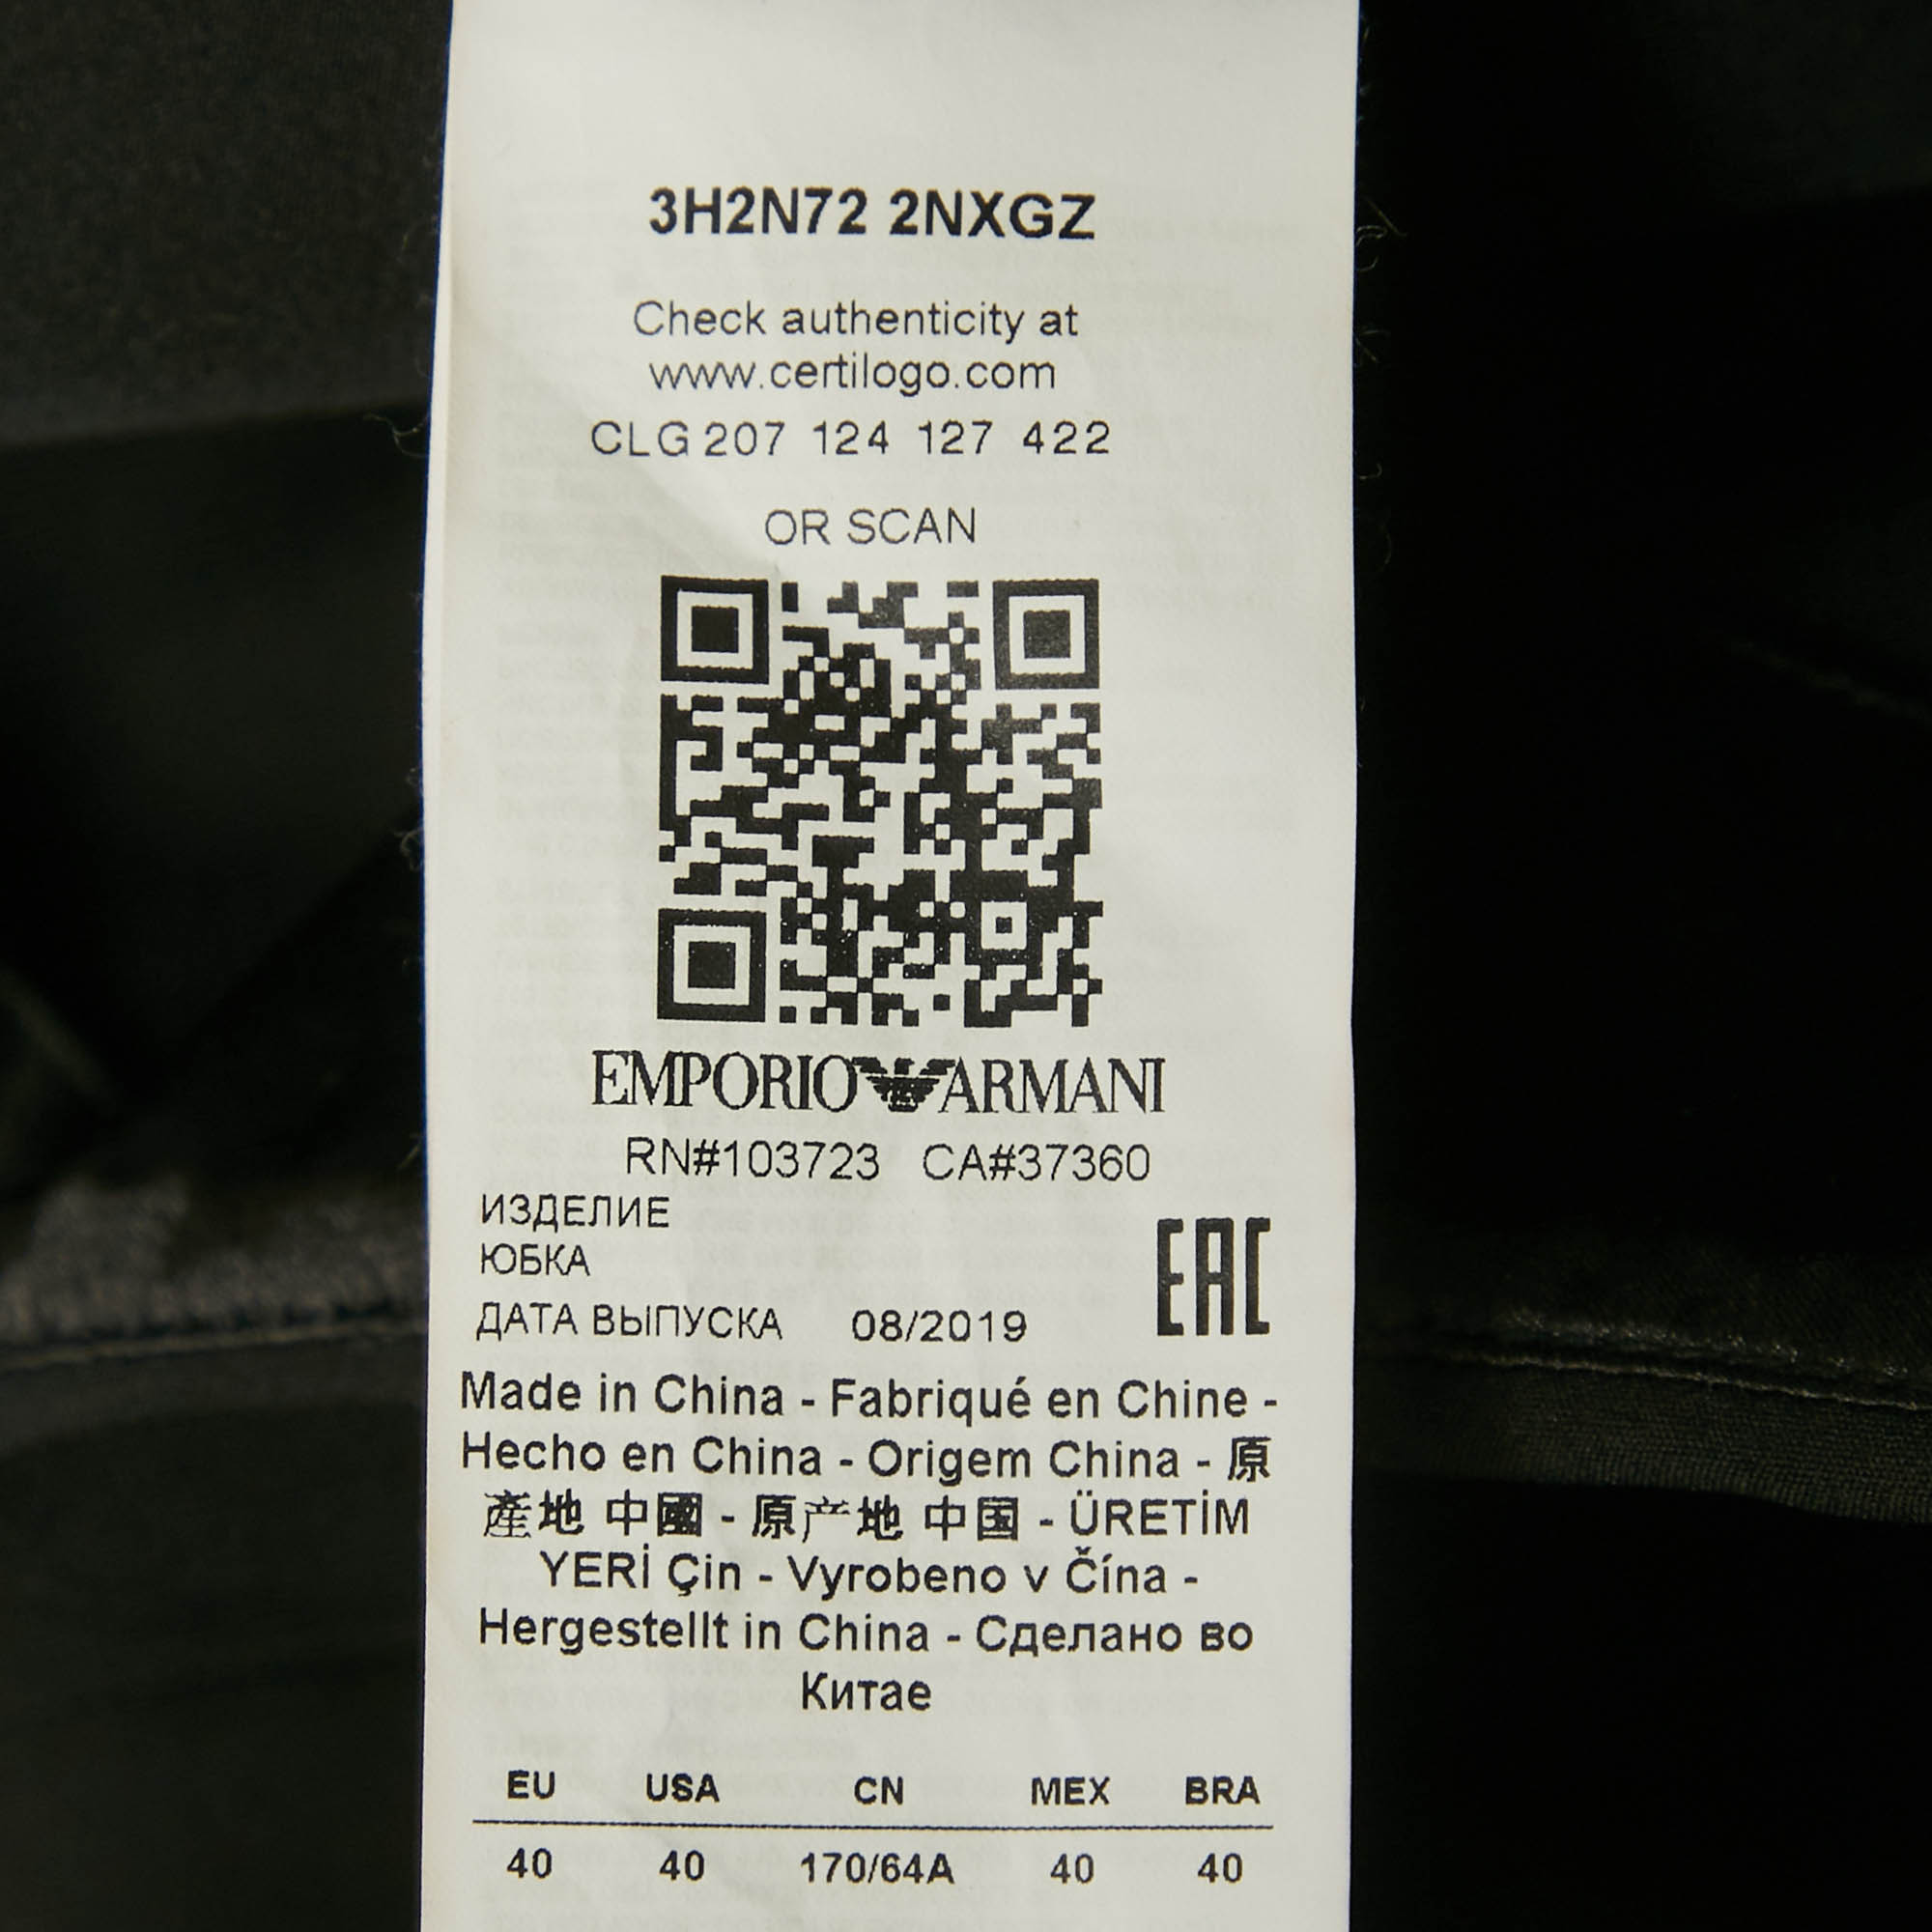 3H2N72 2NXGZ
Check authenticity at
www.certilogo.com
CLG 207 124 127 422
OR SCAN
EMPORIO ARMANI
RN#103723 CA#37360
ИЗДЕЛИЕ
ЮБКА
ДАТА ВЫПУСКА 08/2019
EAC
Made in China - Fabriqué en Chine -
Hecho en China - Origem China - 原
產地 中國 - 原产地 中国 - ÜRETİM
YERİ Çin - Vyrobeno v Čína -
Hergestellt in China - Сделано во
Китае
EU USA CN MEX BRA
40 40 170/64A 40 40